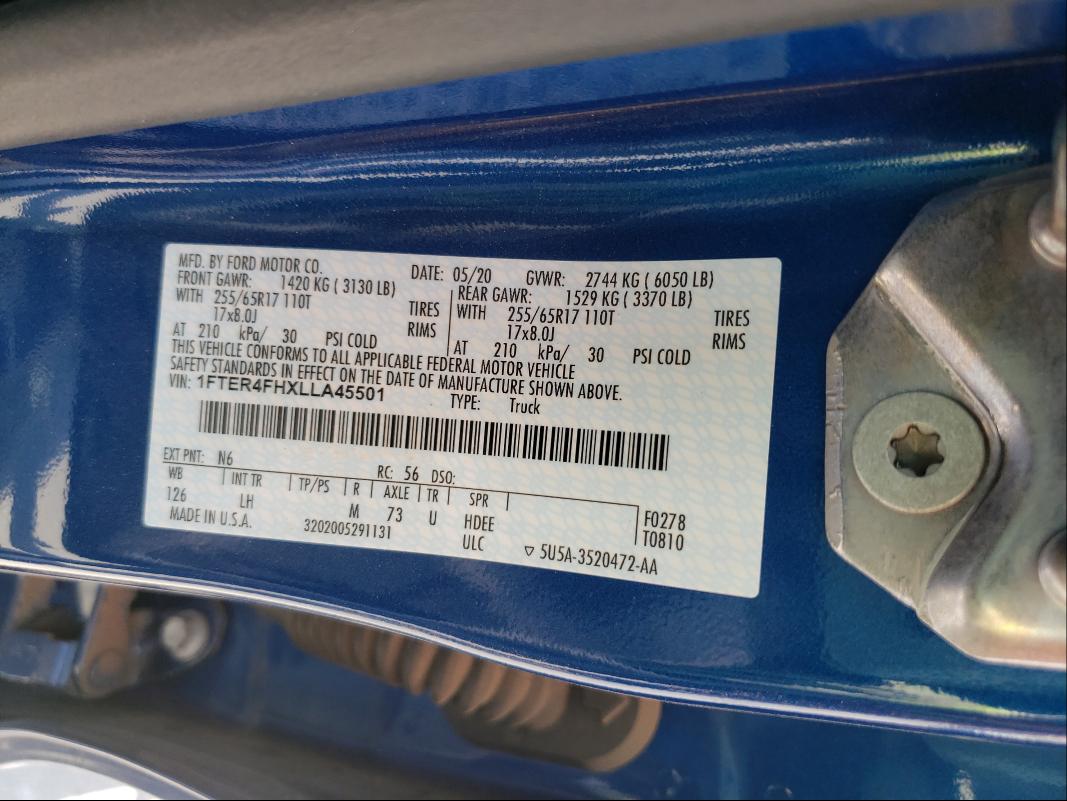 MFD. BY FORD MOTOR CO. DATE: 05/20 GVWR: 2744 KG ( 6050 LB)
FRONT GAWR: 1420 KG ( 3130 LB) REAR GAWR: 1529 KG ( 3370 LB)
WITH 255/65R17 110T TIRES WITH 255/65R17 110T TIRES
17x8.0J RIMS 17x8.0J RIMS
AT 210 kPa/ 30 PSI COLD AT 210 kPa/ 30 PSI COLD
THIS VEHICLE CONFORMS TO ALL APPLICABLE FEDERAL MOTOR VEHICLE
SAFETY STANDARDS IN EFFECT ON THE DATE OF MANUFACTURE SHOWN ABOVE.
VIN: 1FTER4FHXLLA45501 TYPE: Truck
EXT PNT: N6 RC: 56 DSO:
WB INT TR TP/PS R AXLE TR SPR
126 LH M 73 U HDEE F0278
MADE IN U.S.A. 3202005291131 ULC T0810
5U5A-3520472-AA